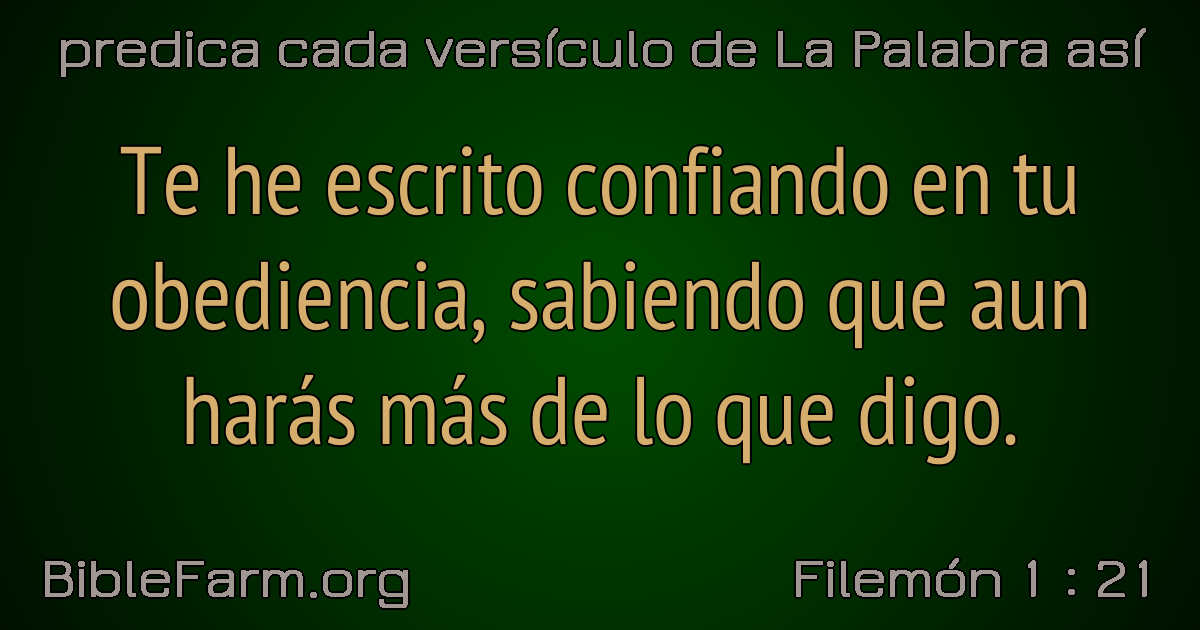 predica cada versículo de La Palabra así
Te he escrito confiando en tu
obediencia, sabiendo que aun
harás más de lo que digo.
BibleFarm.org
Filemón 1 : 21